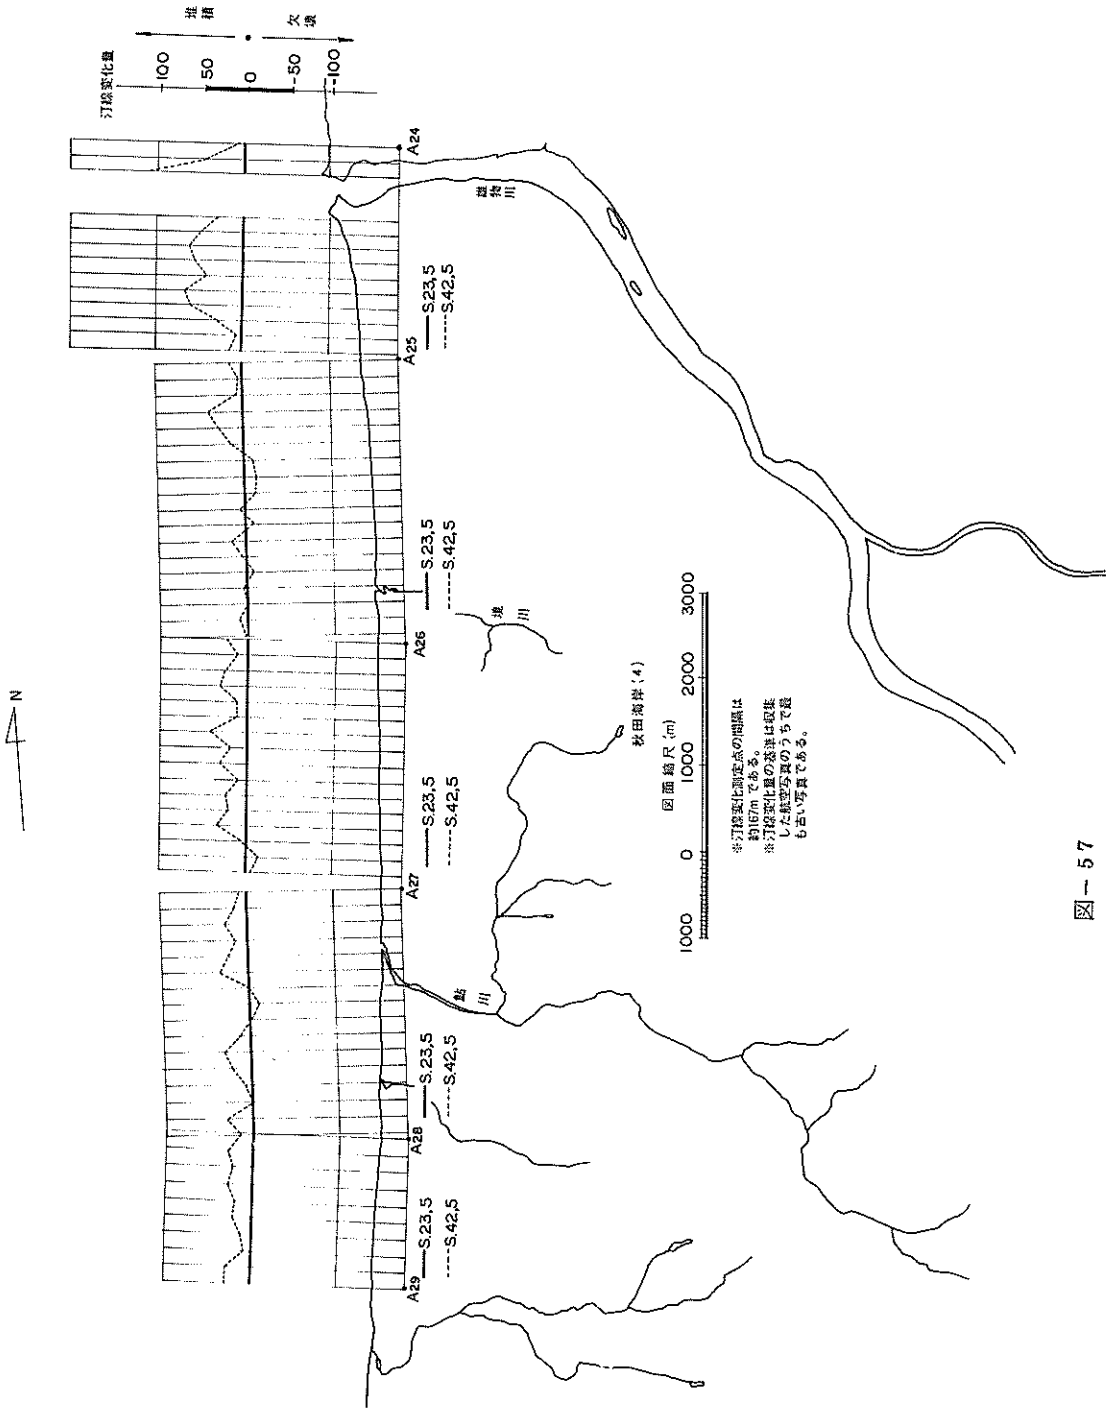 N
汀線変化量
堆積
欠壊
100
50
0
-50
-100
A24
雄物川
A25
S.23,5
S.42,5
S.23,5
S.42,5
A26
境川
S.23,5
S.42,5
A27
鮎川
S.23,5
S.42,5
A28
S.23,5
S.42,5
A29
秋田海岸(4)
図面縮尺(m)
1000 0 1000 2000 3000
※汀線変化測定点の間隔は
約167mである。
※汀線変化量の基準は収集
した航空写真のうちで最
も古い写真である。
図-57